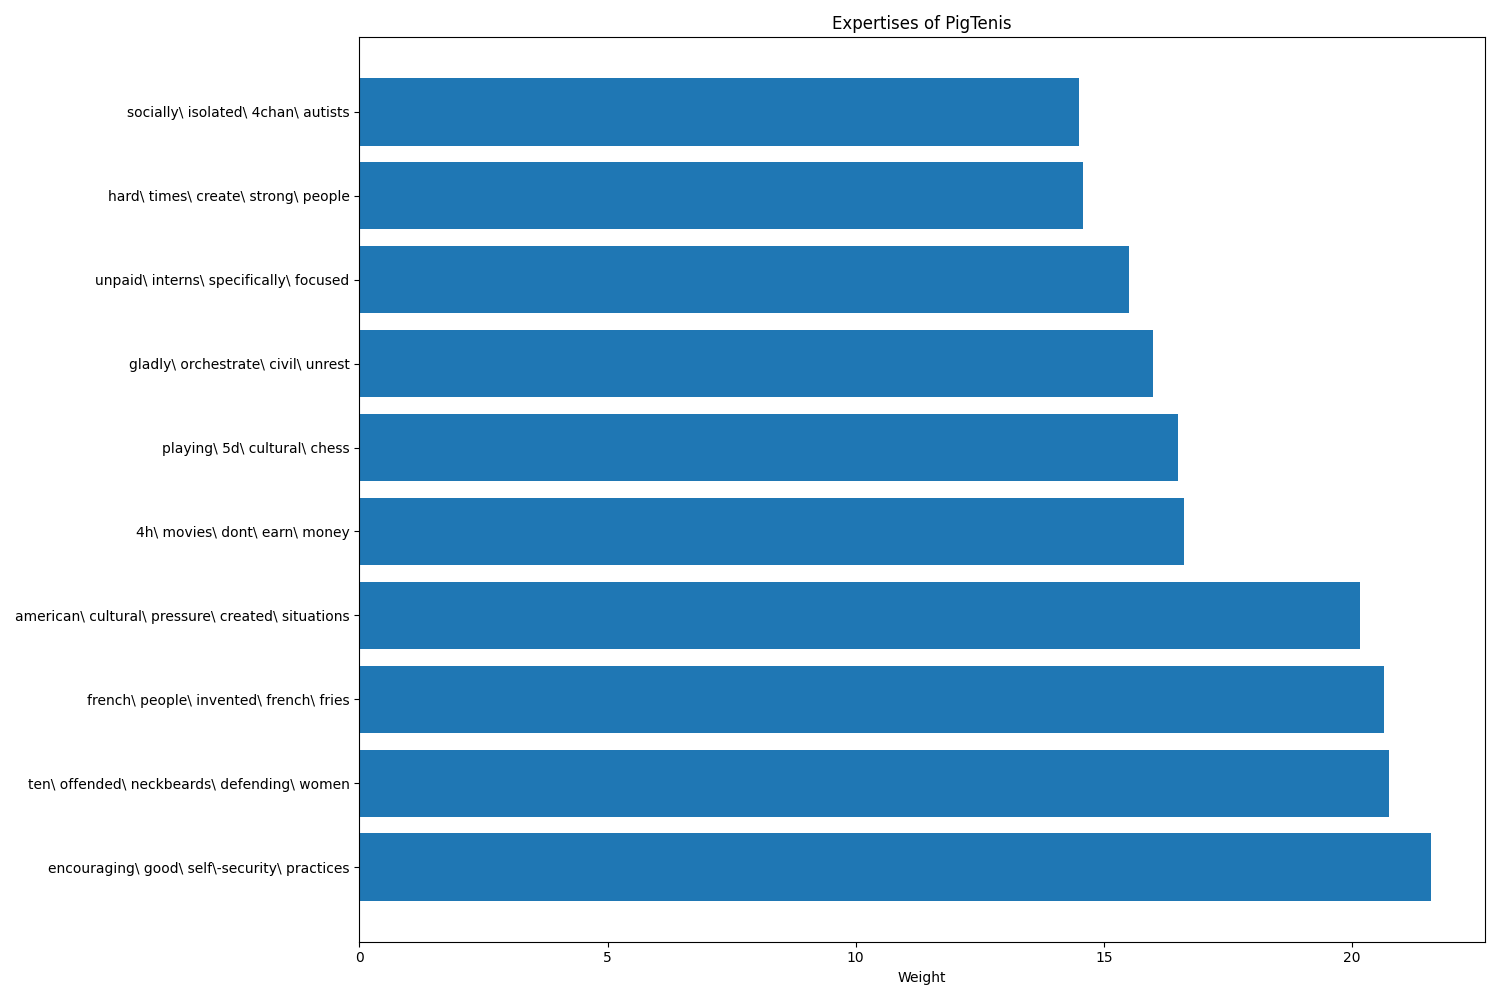 Expertises of PigTenis
socially\ isolated\ 4chan\ autists
hard\ times\ create\ strong\ people
unpaid\ interns\ specifically\ focused
gladly\ orchestrate\ civil\ unrest
playing\ 5d\ cultural\ chess
4h\ movies\ dont\ earn\ money
american\ cultural\ pressure\ created\ situations
french\ people\ invented\ french\ fries
ten\ offended\ neckbeards\ defending\ women
encouraging\ good\ self\-security\ practices
0 5 10 15 20
Weight